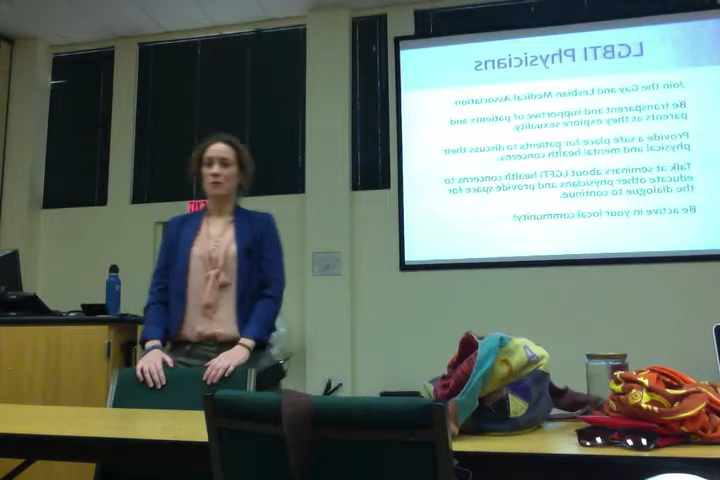 LGBTI Physicians
Join the Gay and Lesbian Medical Association
Be transparent and supportive of patients and
parents as they explore sexuality.
Provide a safe place for patients to discuss their
physical and mental health concerns.
Talk at seminars about LGBTI health concerns to
educate other physicians and provide space for
the dialogue to continue.
Be active in your local community!